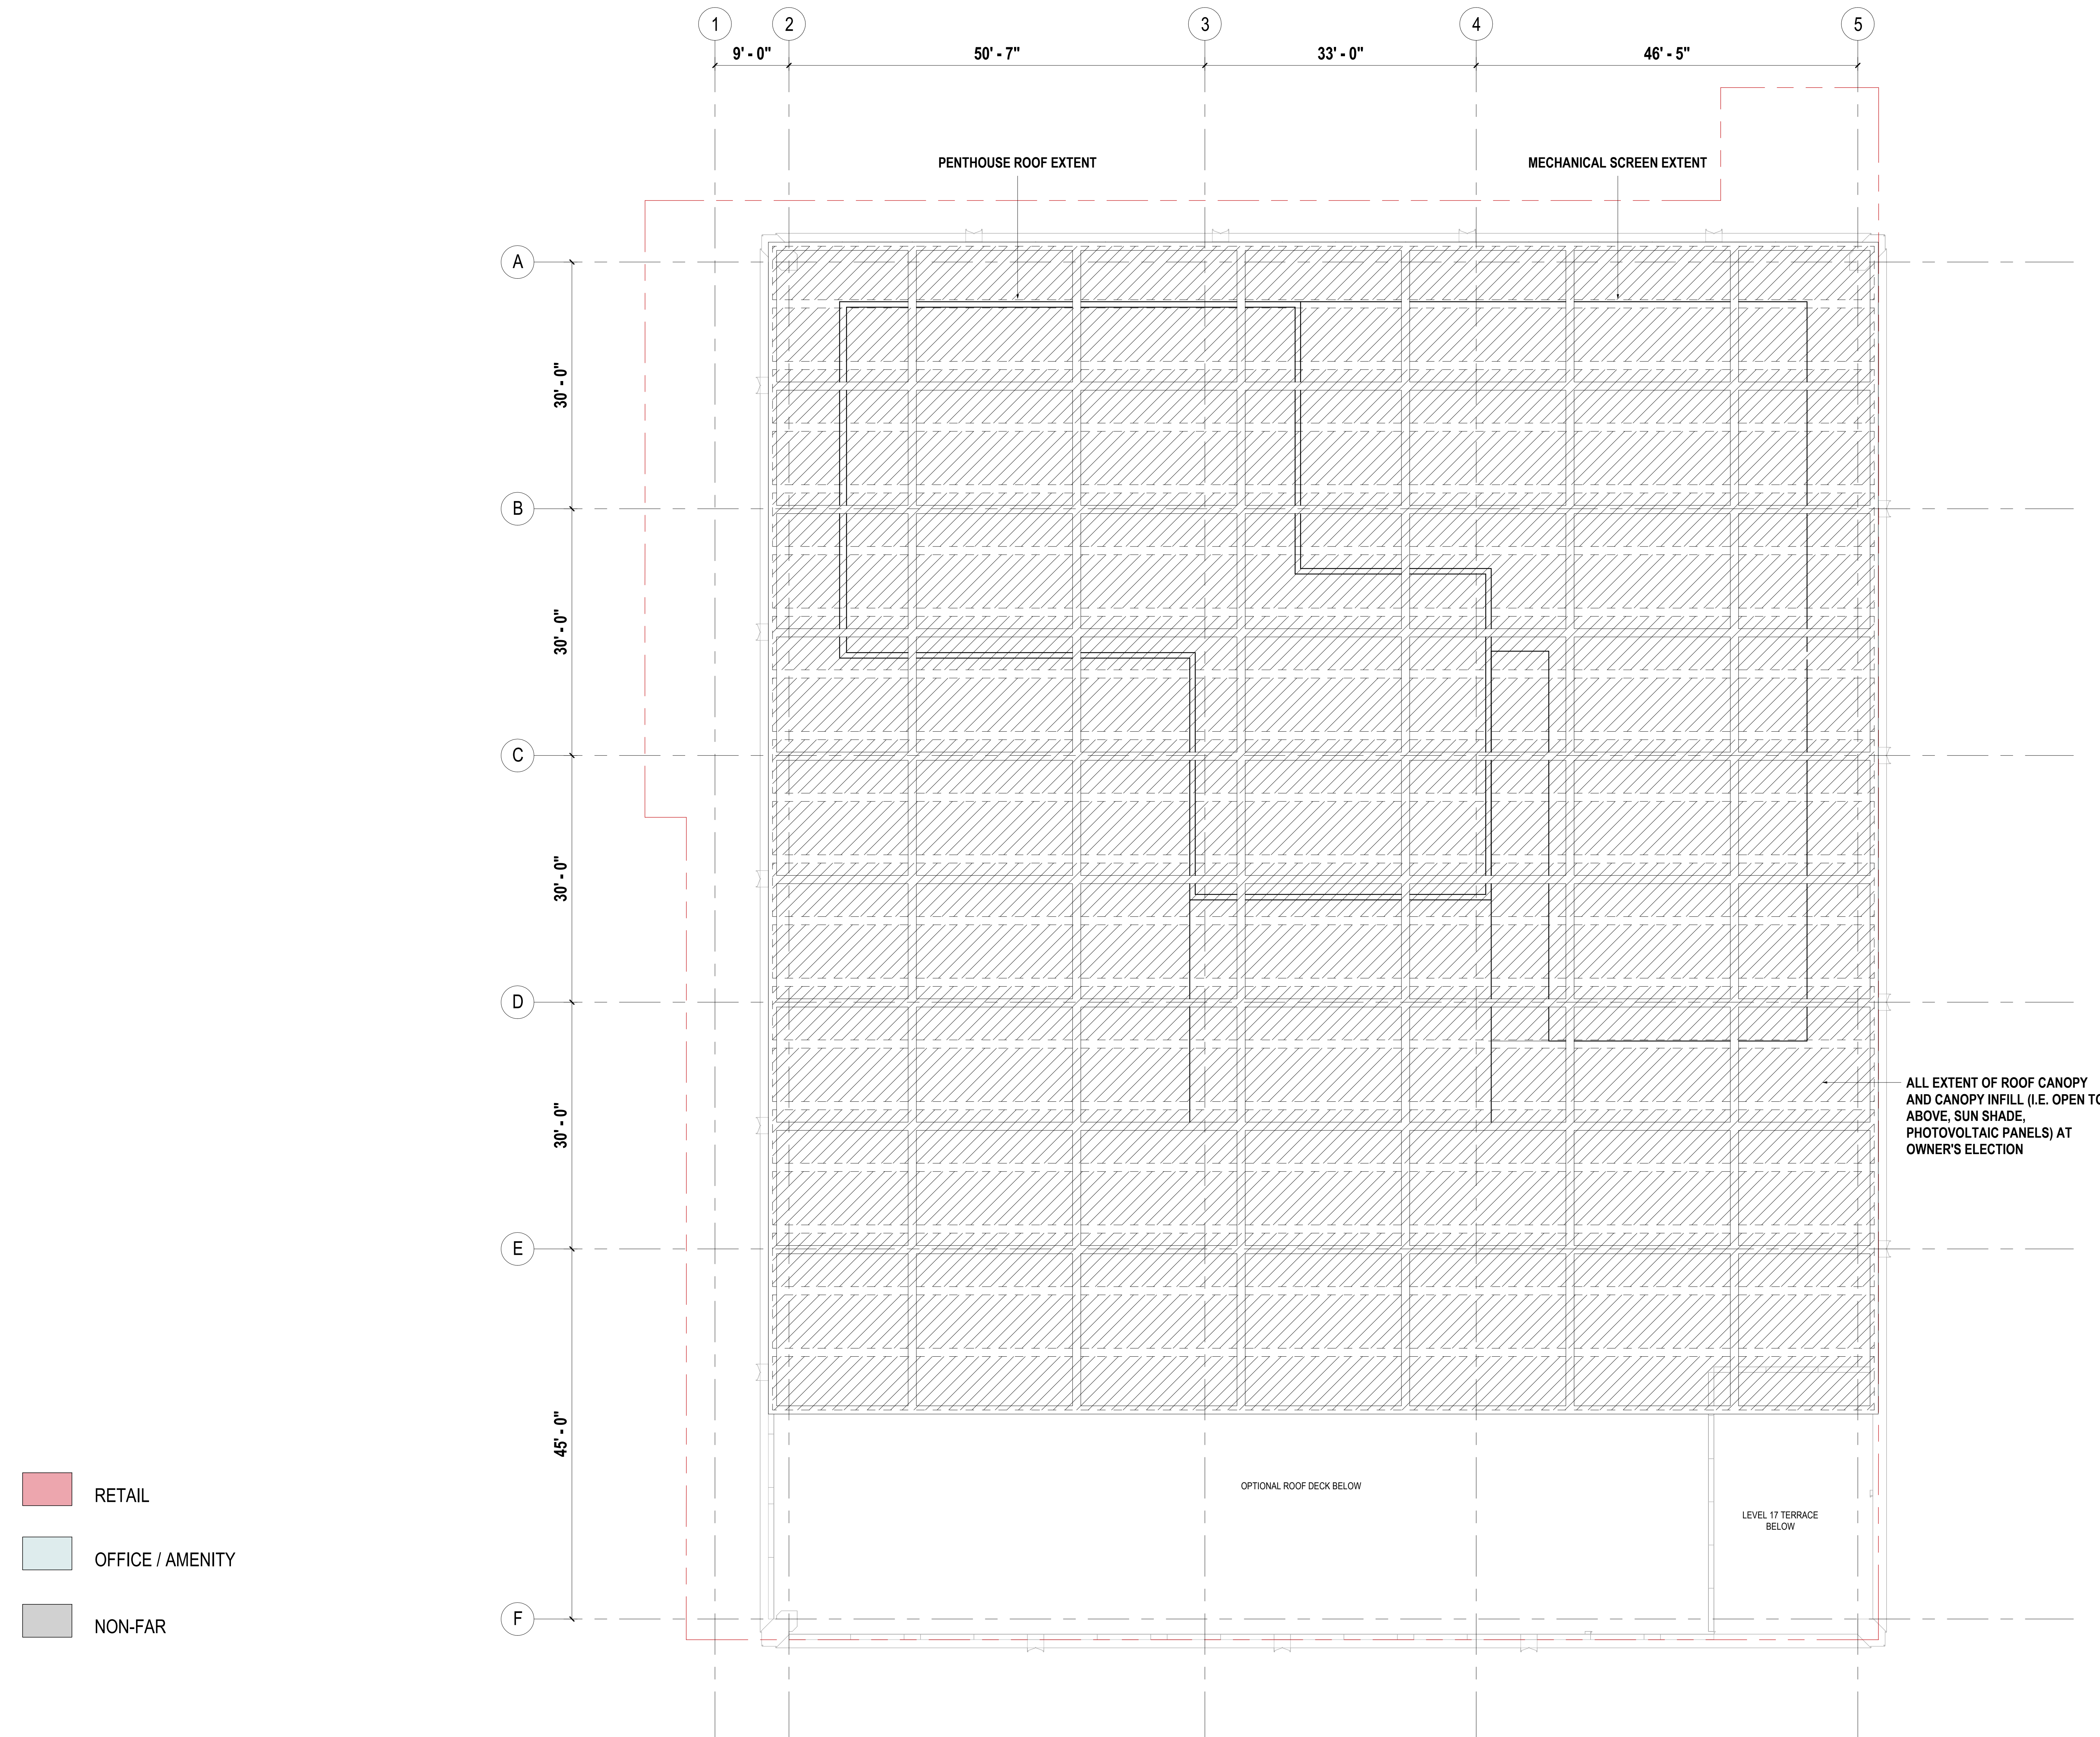 1
2
3
4
5
9' - 0"
50' - 7"
33' - 0"
46' - 5"
PENTHOUSE ROOF EXTENT
MECHANICAL SCREEN EXTENT
A
30' - 0"
B
30' - 0"
C
30' - 0"
D
30' - 0"
E
45' - 0"
F
ALL EXTENT OF ROOF CANOPY
AND CANOPY INFILL (I.E. OPEN TO
ABOVE, SUN SHADE,
PHOTOVOLTAIC PANELS) AT
OWNER'S ELECTION
OPTIONAL ROOF DECK BELOW
LEVEL 17 TERRACE
BELOW
RETAIL
OFFICE / AMENITY
NON-FAR